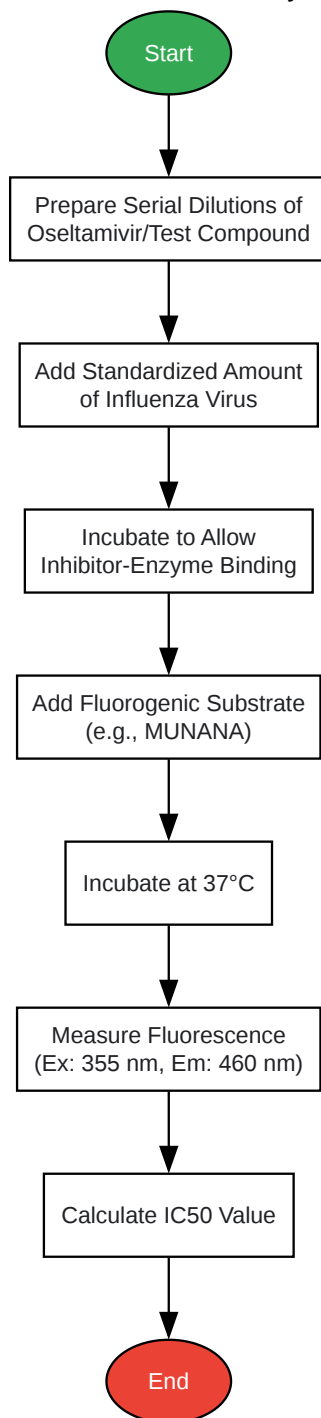 Start
Prepare Serial Dilutions of
Oseltamivir/Test Compound
Add Standardized Amount
of Influenza Virus
Incubate to Allow
Inhibitor-Enzyme Binding
Add Fluorogenic Substrate
(e.g., MUNANA)
Incubate at 37°C
Measure Fluorescence
(Ex: 355 nm, Em: 460 nm)
Calculate IC50 Value
End